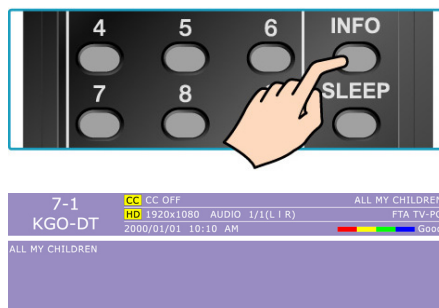 4 5 6 INFO
7 8 SLEEP
7-1
KGO-DT
CC CC OFF ALL MY CHILDREN
HD 1920x1080 AUDIO 1/1(L I R) FTA TV-PG
2000/01/01 10:10 AM Good
ALL MY CHILDREN